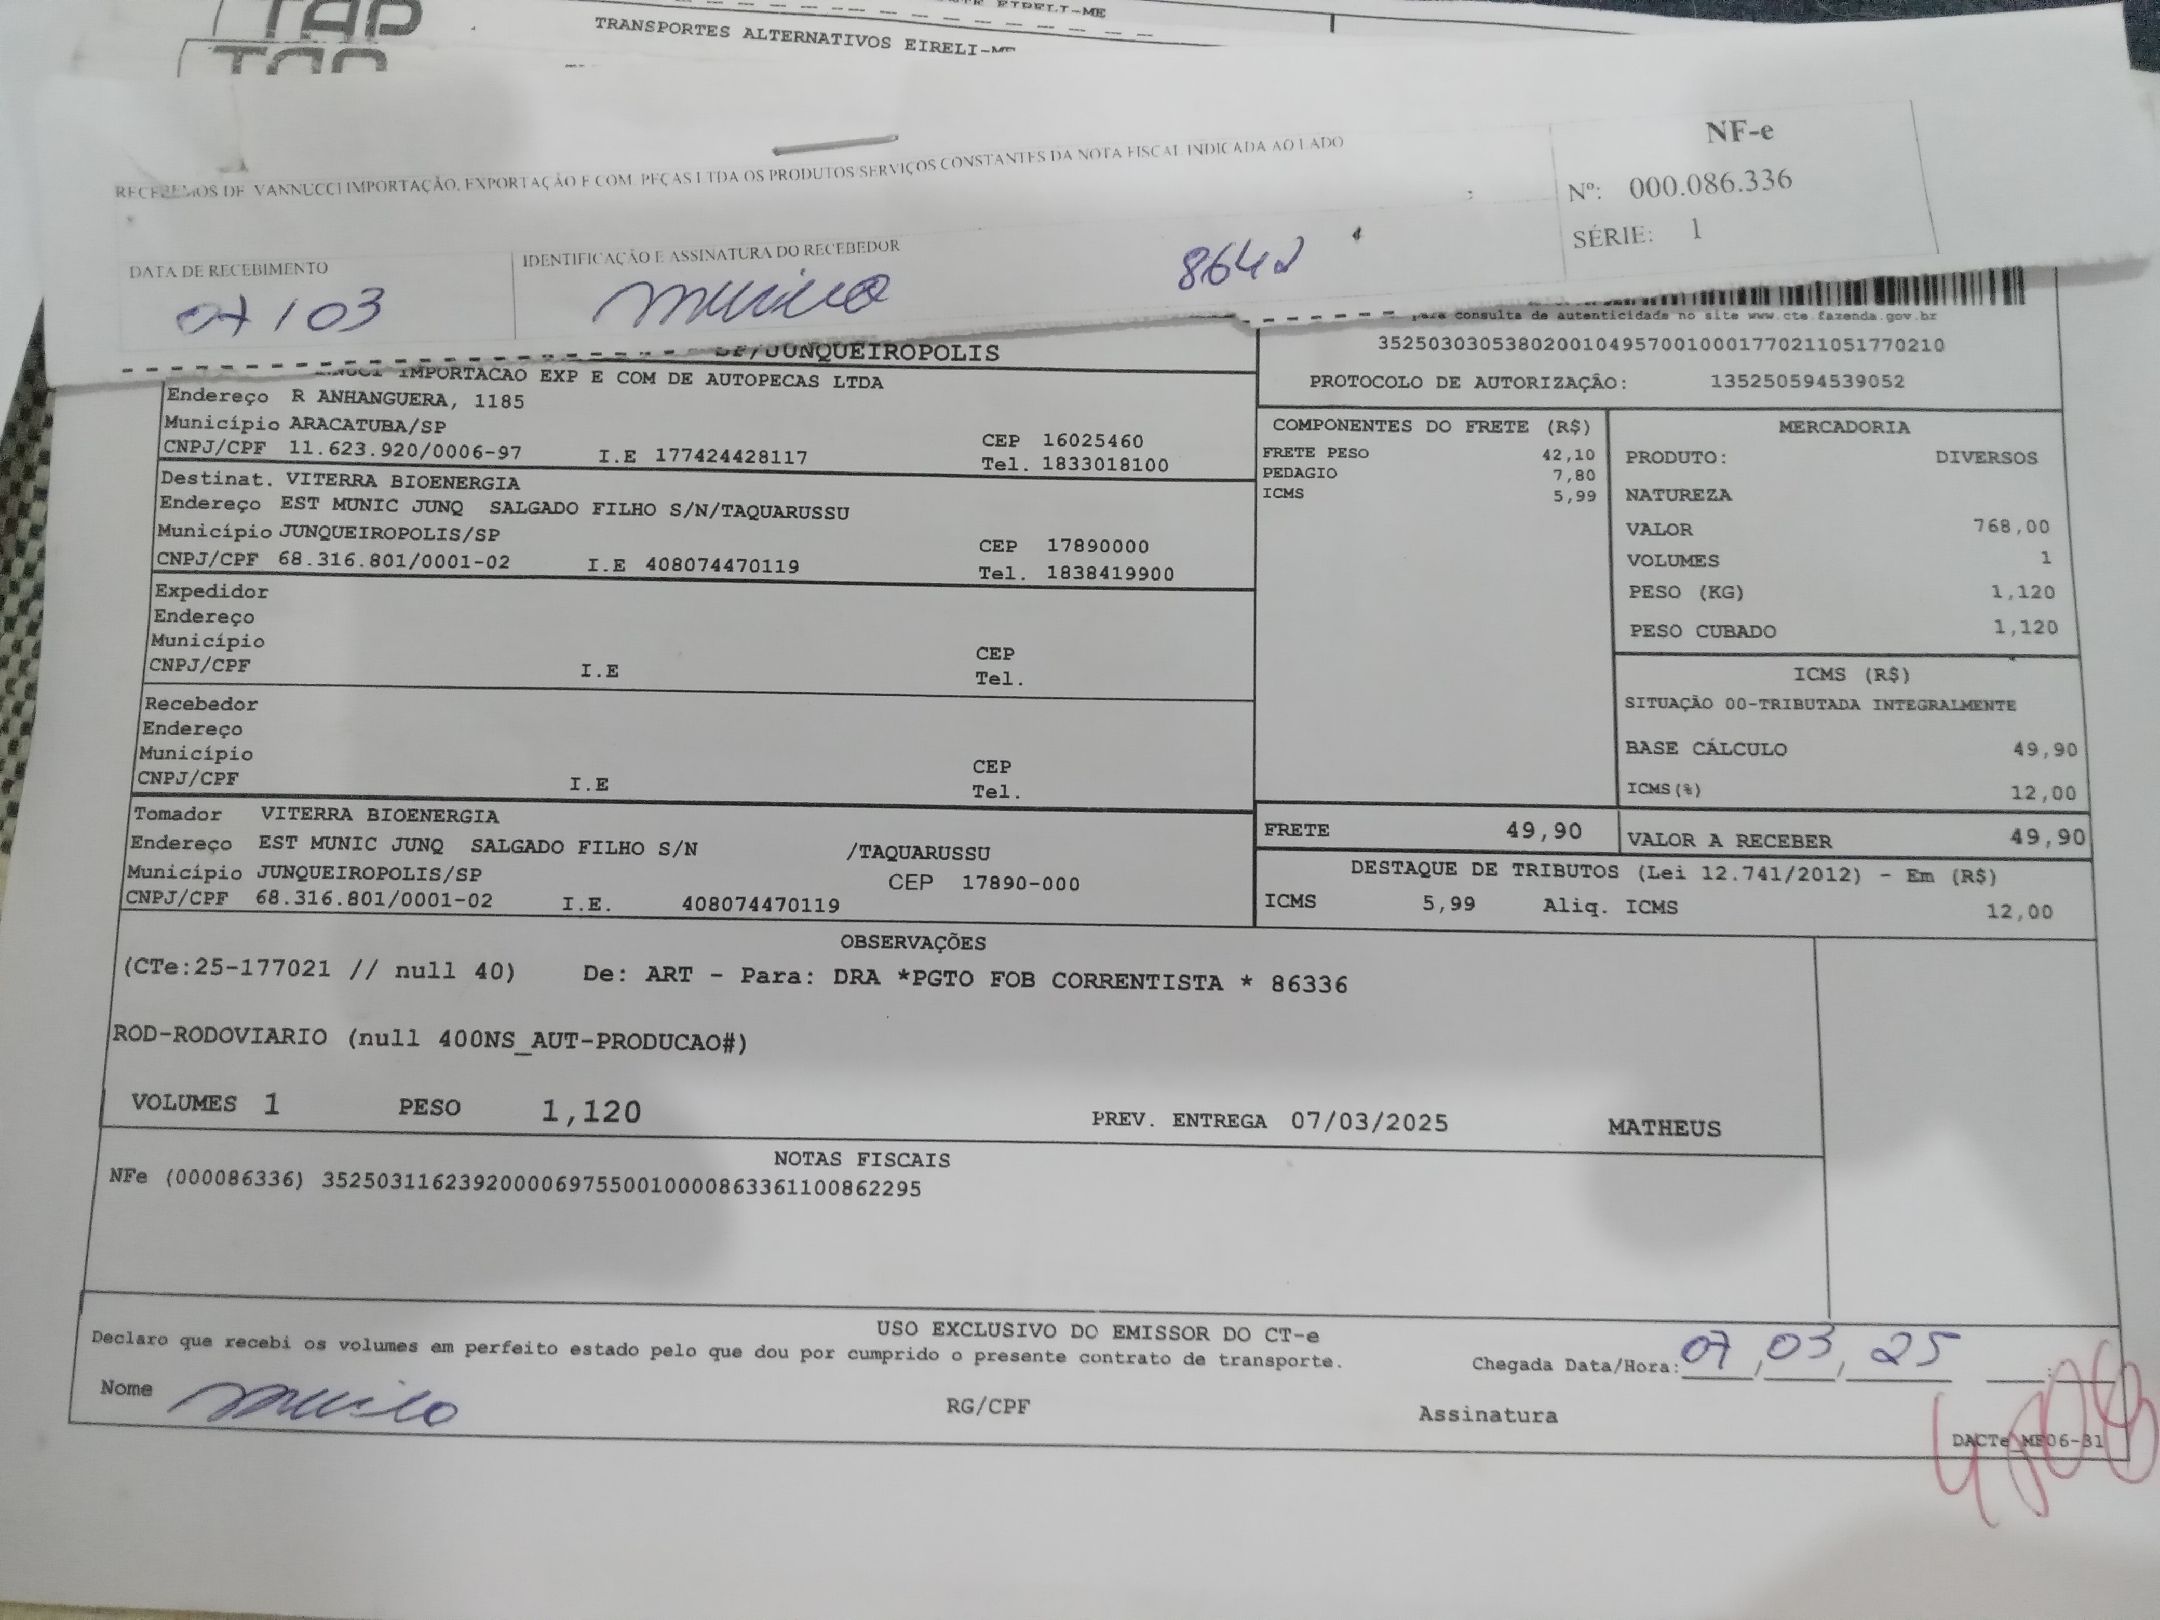 TAP
EIRELI-ME
TRANSPORTES ALTERNATIVOS EIRELI-ME
RECEBEMOS DE VANNUCCI IMPORTAÇÃO, EXPORTAÇÃO E COM. PEÇAS LTDA OS PRODUTOS SERVIÇOS CONSTANTES DA NOTA FISCAL INDICADA AO LADO
NF-e
Nº: 000.086.336
SÉRIE: 1
DATA DE RECEBIMENTO
07/03
IDENTIFICAÇÃO E ASSINATURA DO RECEBEDOR
Murilo
8642
para consulta de autenticidade no site www.cte.fazenda.gov.br
35250303053802001049570010001770211051770210
PROTOCOLO DE AUTORIZAÇÃO: 135250594539052
SP/JUNQUEIROPOLIS
IMPORTACAO EXP E COM DE AUTOPECAS LTDA
Endereço R ANHANGUERA, 1185
Município ARACATUBA/SP
CEP 16025460
CNPJ/CPF 11.623.920/0006-97 I.E 177424428117 Tel. 1833018100
Destinat. VITERRA BIOENERGIA
Endereço EST MUNIC JUNQ SALGADO FILHO S/N/TAQUARUSSU
Município JUNQUEIROPOLIS/SP CEP 17890000
CNPJ/CPF 68.316.801/0001-02 I.E 408074470119 Tel. 1838419900
Expedidor
Endereço
Município CEP
CNPJ/CPF I.E Tel.
Recebedor
Endereço
Município CEP
CNPJ/CPF I.E Tel.
Tomador VITERRA BIOENERGIA
Endereço EST MUNIC JUNQ SALGADO FILHO S/N /TAQUARUSSU
Município JUNQUEIROPOLIS/SP CEP 17890-000
CNPJ/CPF 68.316.801/0001-02 I.E. 408074470119
COMPONENTES DO FRETE (R$)
FRETE PESO 42,10
PEDAGIO 7,80
ICMS 5,99
MERCADORIA
PRODUTO: DIVERSOS
NATUREZA
VALOR 768,00
VOLUMES 1
PESO (KG) 1,120
PESO CUBADO 1,120
ICMS (R$)
SITUAÇÃO 00-TRIBUTADA INTEGRALMENTE
BASE CÁLCULO 49,90
ICMS(%) 12,00
FRETE 49,90
VALOR A RECEBER 49,90
DESTAQUE DE TRIBUTOS (Lei 12.741/2012) - Em (R$)
ICMS 5,99 Aliq. ICMS 12,00
OBSERVAÇÕES
(CTe:25-177021 // null 40) De: ART - Para: DRA *PGTO FOB CORRENTISTA * 86336
ROD-RODOVIARIO (null 400NS_AUT-PRODUCAO#)
VOLUMES 1 PESO 1,120 PREV. ENTREGA 07/03/2025 MATHEUS
NOTAS FISCAIS
NFe (000086336) 35250311623920000697550010000863361100862295
USO EXCLUSIVO DO EMISSOR DO CT-e
Declaro que recebi os volumes em perfeito estado pelo que dou por cumprido o presente contrato de transporte.
Chegada Data/Hora: 07, 03, 25 :
Nome Murilo RG/CPF Assinatura